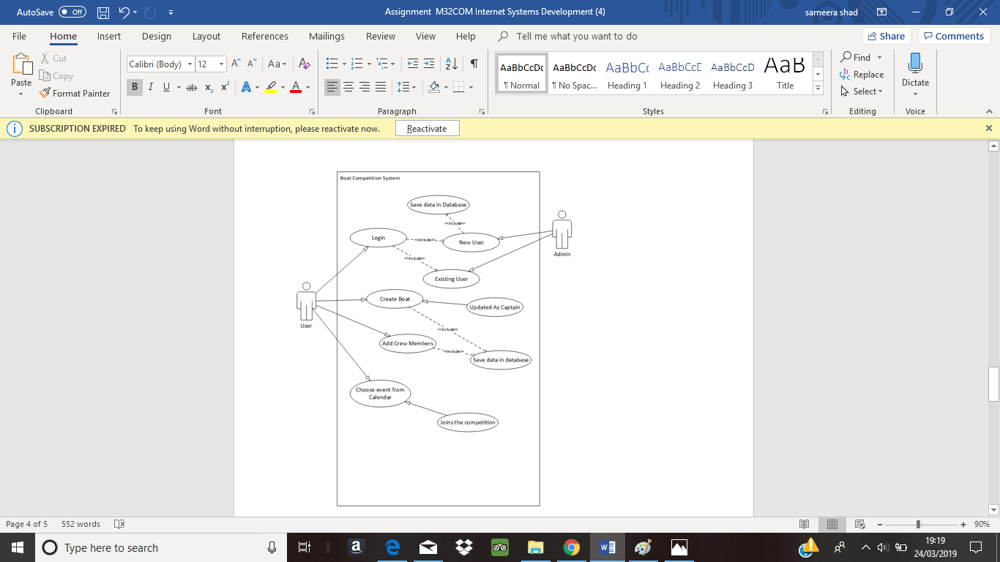 AutoSave Off
Assignment M32COM Internet Systems Development (4)
sameera shad
File Home Insert Design Layout References Mailings Review View Help Tell me what you want to do
Share Comments
Paste
Cut
Copy
Format Painter
Clipboard
Calibri (Body) 12
B I U ab x₂ x²
Font
Paragraph
AaBbCcDc AaBbCcDc AaBbCc AaBbCcD AaBbCcD AaB
¶ Normal ¶ No Spac... Heading 1 Heading 2 Heading 3 Title
Styles
Find
Replace
Select
Editing
Dictate
Voice
SUBSCRIPTION EXPIRED To keep using Word without interruption, please reactivate now. Reactivate
Boat Competition System
Save data in Database
<<include>>
Login
<<include>>
New User
Admin
<<include>>
Existing User
Create Boat
Updated As Captain
User
<<include>>
Add Crew Members
<<include>>
Save data in database
Choose event from
Calendar
Joins the competition
Page 4 of 5 552 words
90%
Type here to search
19:19
24/03/2019